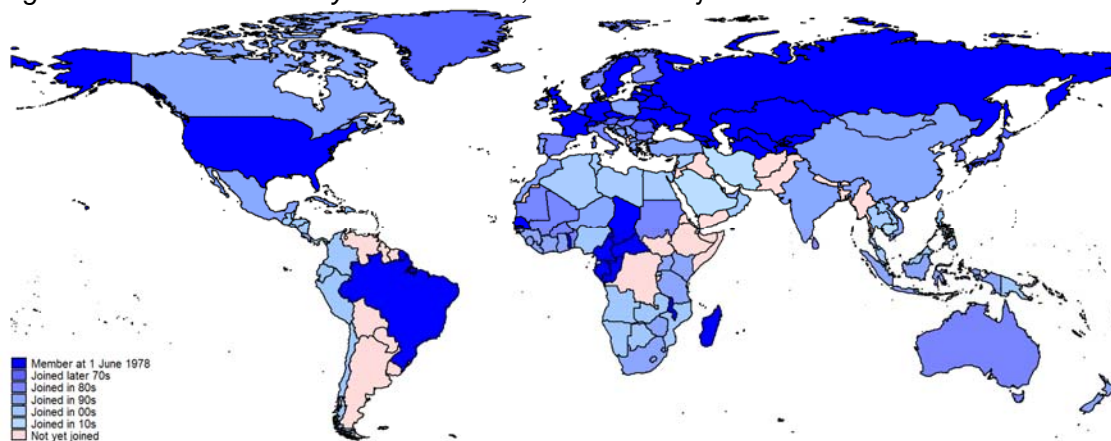 Member at 1 June 1978
Joined later 70s
Joined in 80s
Joined in 90s
Joined in 00s
Joined in 10s
Not yet joined